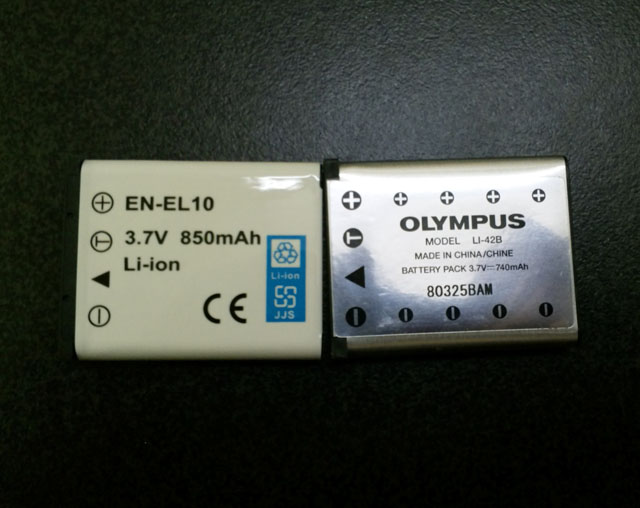 EN-EL10
3.7V 850mAh
Li-ion
CE
Li-ion
JJS
OLYMPUS
MODEL LI-42B
MADE IN CHINA/CHINE
BATTERY PACK 3.7V⎓740mAh
80325BAM